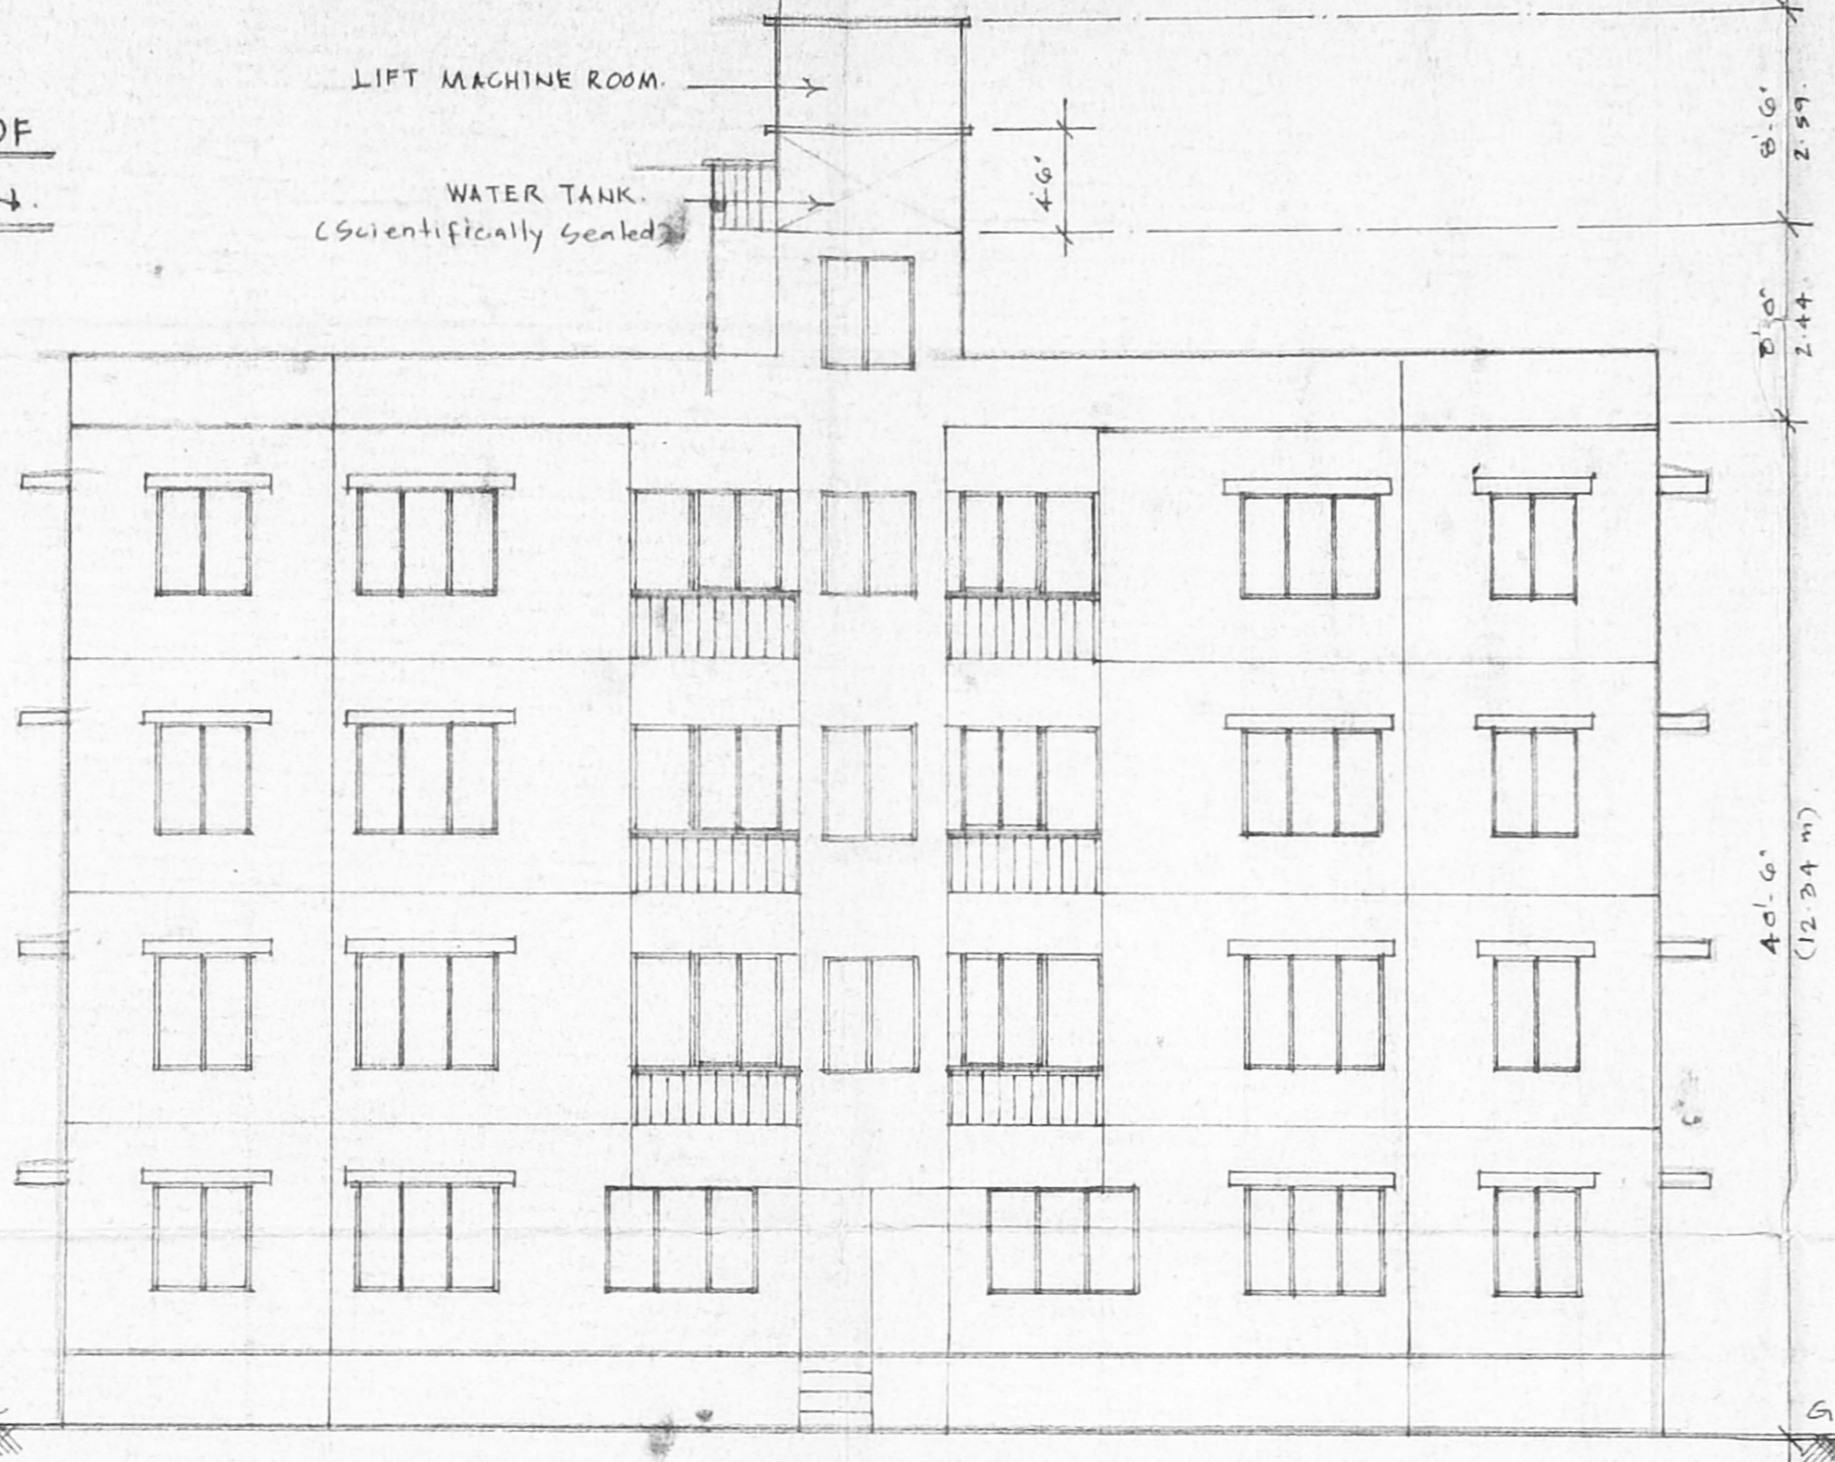 OF
LIFT MACHINE ROOM.
WATER TANK.
(Scientifically Sealed)
4'-6"
8'-6"
2.59.
8'-0"
2.44.
40'-6"
(12.34 m)
G